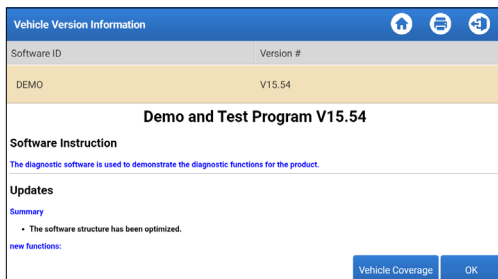 Vehicle Version Information
Software ID Version #
DEMO V15.54
Demo and Test Program V15.54
Software Instruction
The diagnostic software is used to demonstrate the diagnostic functions for the product.
Updates
Summary
• The software structure has been optimized.
new functions:
Vehicle Coverage OK